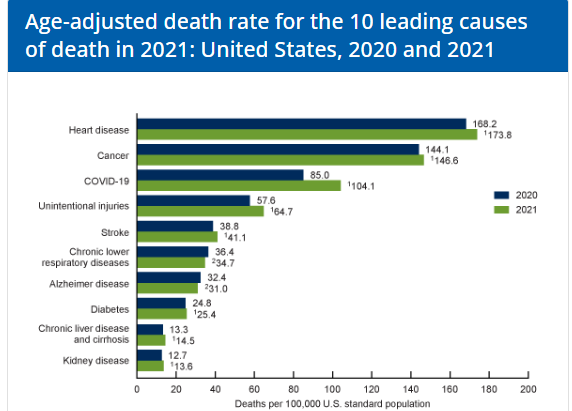 Age-adjusted death rate for the 10 leading causes
of death in 2021: United States, 2020 and 2021
Heart disease
168.2
¹173.8
Cancer
144.1
¹146.6
COVID-19
85.0
¹104.1
Unintentional injuries
57.6
¹64.7
Stroke
38.8
¹41.1
Chronic lower
respiratory diseases
36.4
²34.7
Alzheimer disease
32.4
²31.0
Diabetes
24.8
¹25.4
Chronic liver disease
and cirrhosis
13.3
¹14.5
Kidney disease
12.7
¹13.6
2020
2021
0 20 40 60 80 100 120 140 160 180 200
Deaths per 100,000 U.S. standard population